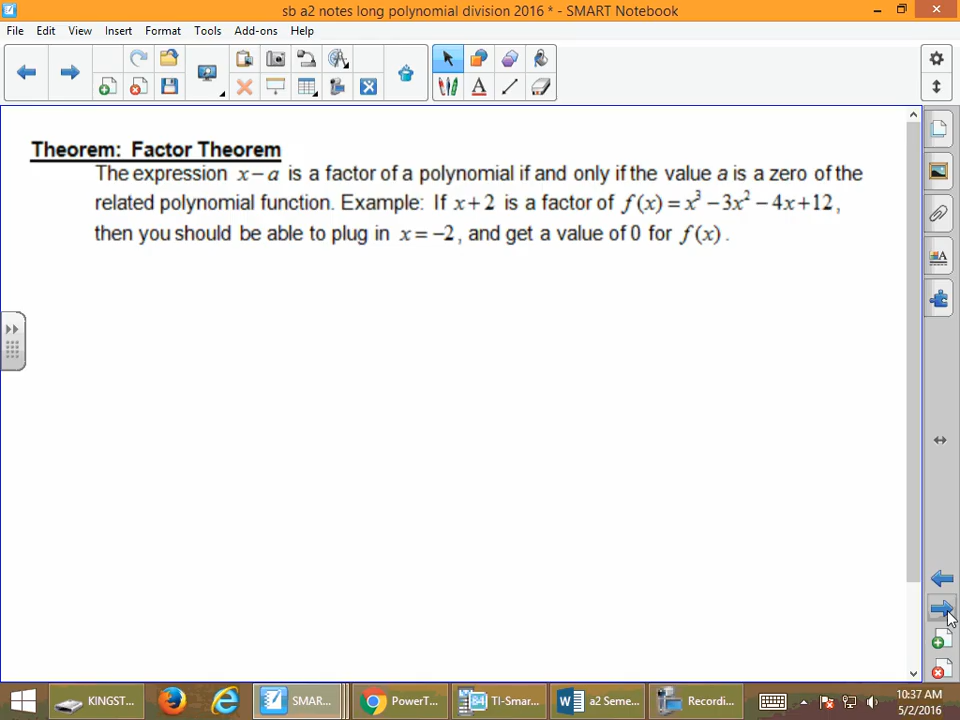 sb a2 notes long polynomial division 2016 * - SMART Notebook
File Edit View Insert Format Tools Add-ons Help
Theorem: Factor Theorem
The expression x − a is a factor of a polynomial if and only if the value a is a zero of the
related polynomial function. Example: If x + 2 is a factor of f(x) = x³ − 3x² − 4x + 12,
then you should be able to plug in x = −2, and get a value of 0 for f(x).
KINGST... SMAR... PowerT... TI-Smar... a2 Seme... Recordi...
10:37 AM
5/2/2016